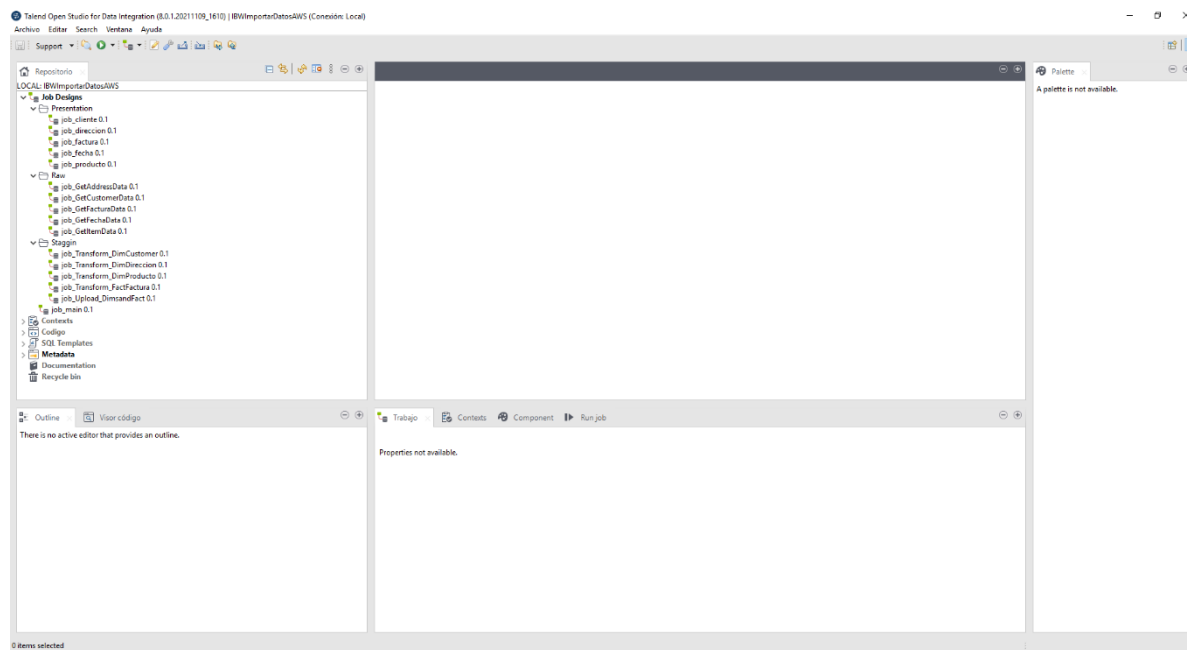 Talend Open Studio for Data Integration (8.0.1.20211109_1610) | IBWImportarDatosAWS (Conexión: Local)
Archivo Editar Search Ventana Ayuda
Support
Repositorio
LOCAL: IBWImportarDatosAWS
Job Designs
Presentation
job_cliente 0.1
job_direccion 0.1
job_factura 0.1
job_fecha 0.1
job_producto 0.1
Raw
job_GetAddressData 0.1
job_GetCustomerData 0.1
job_GetFacturaData 0.1
job_GetFechaData 0.1
job_GetItemData 0.1
Staggin
job_Transform_DimCustomer 0.1
job_Transform_DimDireccion 0.1
job_Transform_DimProducto 0.1
job_Transform_FactFactura 0.1
job_Upload_DimsandFact 0.1
job_main 0.1
Contexts
Codigo
SQL Templates
Metadata
Documentation
Recycle bin
Palette
A palette is not available.
Outline Visor código
There is no active editor that provides an outline.
Trabajo Contexts Component Run job
Properties not available.
0 items selected